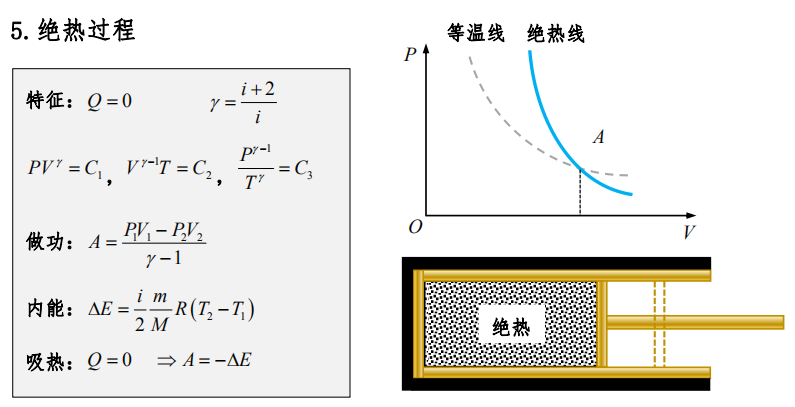 5. 绝热过程
特征： Q = 0 γ = (i + 2)/i
PV^γ = C₁， V^(γ−1)T = C₂， P^(γ−1)/T^γ = C₃
做功： A = (P₁V₁ − P₂V₂)/(γ − 1)
内能： ΔE = (i/2)(m/M)R(T₂ − T₁)
吸热： Q = 0 ⇒ A = −ΔE
等温线 绝热线
P
A
O
V
绝热